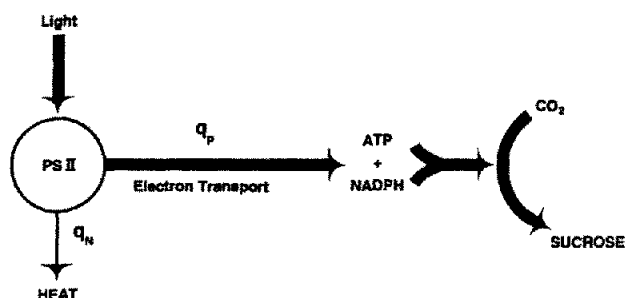 Light
PS II
q_P
Electron Transport
q_N
HEAT
ATP
+
NADPH
CO₂
SUCROSE